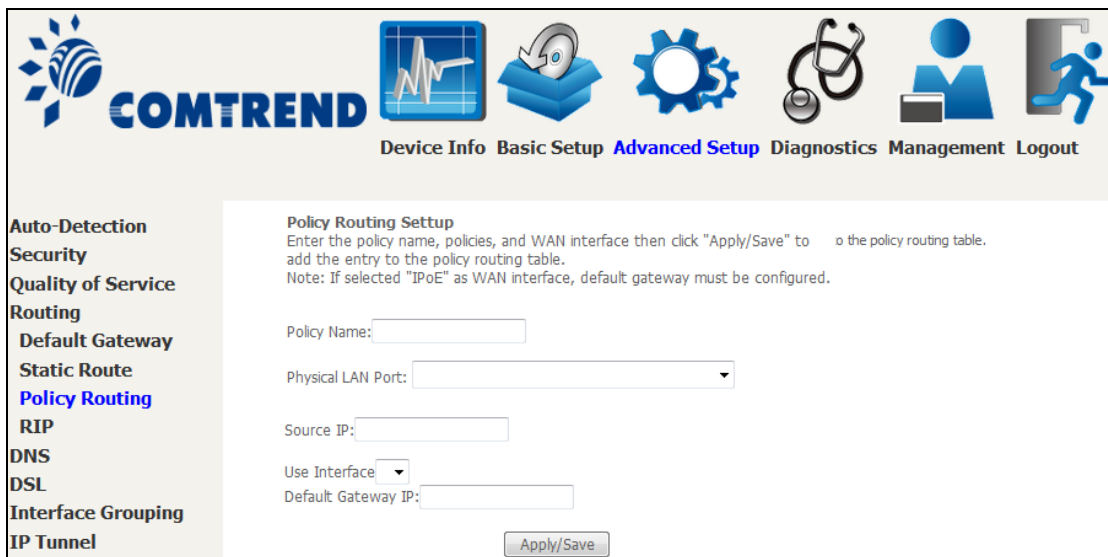 COMTREND
Device Info Basic Setup Advanced Setup Diagnostics Management Logout
Auto-Detection
Security
Quality of Service
Routing
Default Gateway
Static Route
Policy Routing
RIP
DNS
DSL
Interface Grouping
IP Tunnel
Policy Routing Settup
Enter the policy name, policies, and WAN interface then click "Apply/Save" to o the policy routing table.
add the entry to the policy routing table.
Note: If selected "IPoE" as WAN interface, default gateway must be configured.
Policy Name:
Physical LAN Port:
Source IP:
Use Interface
Default Gateway IP:
Apply/Save